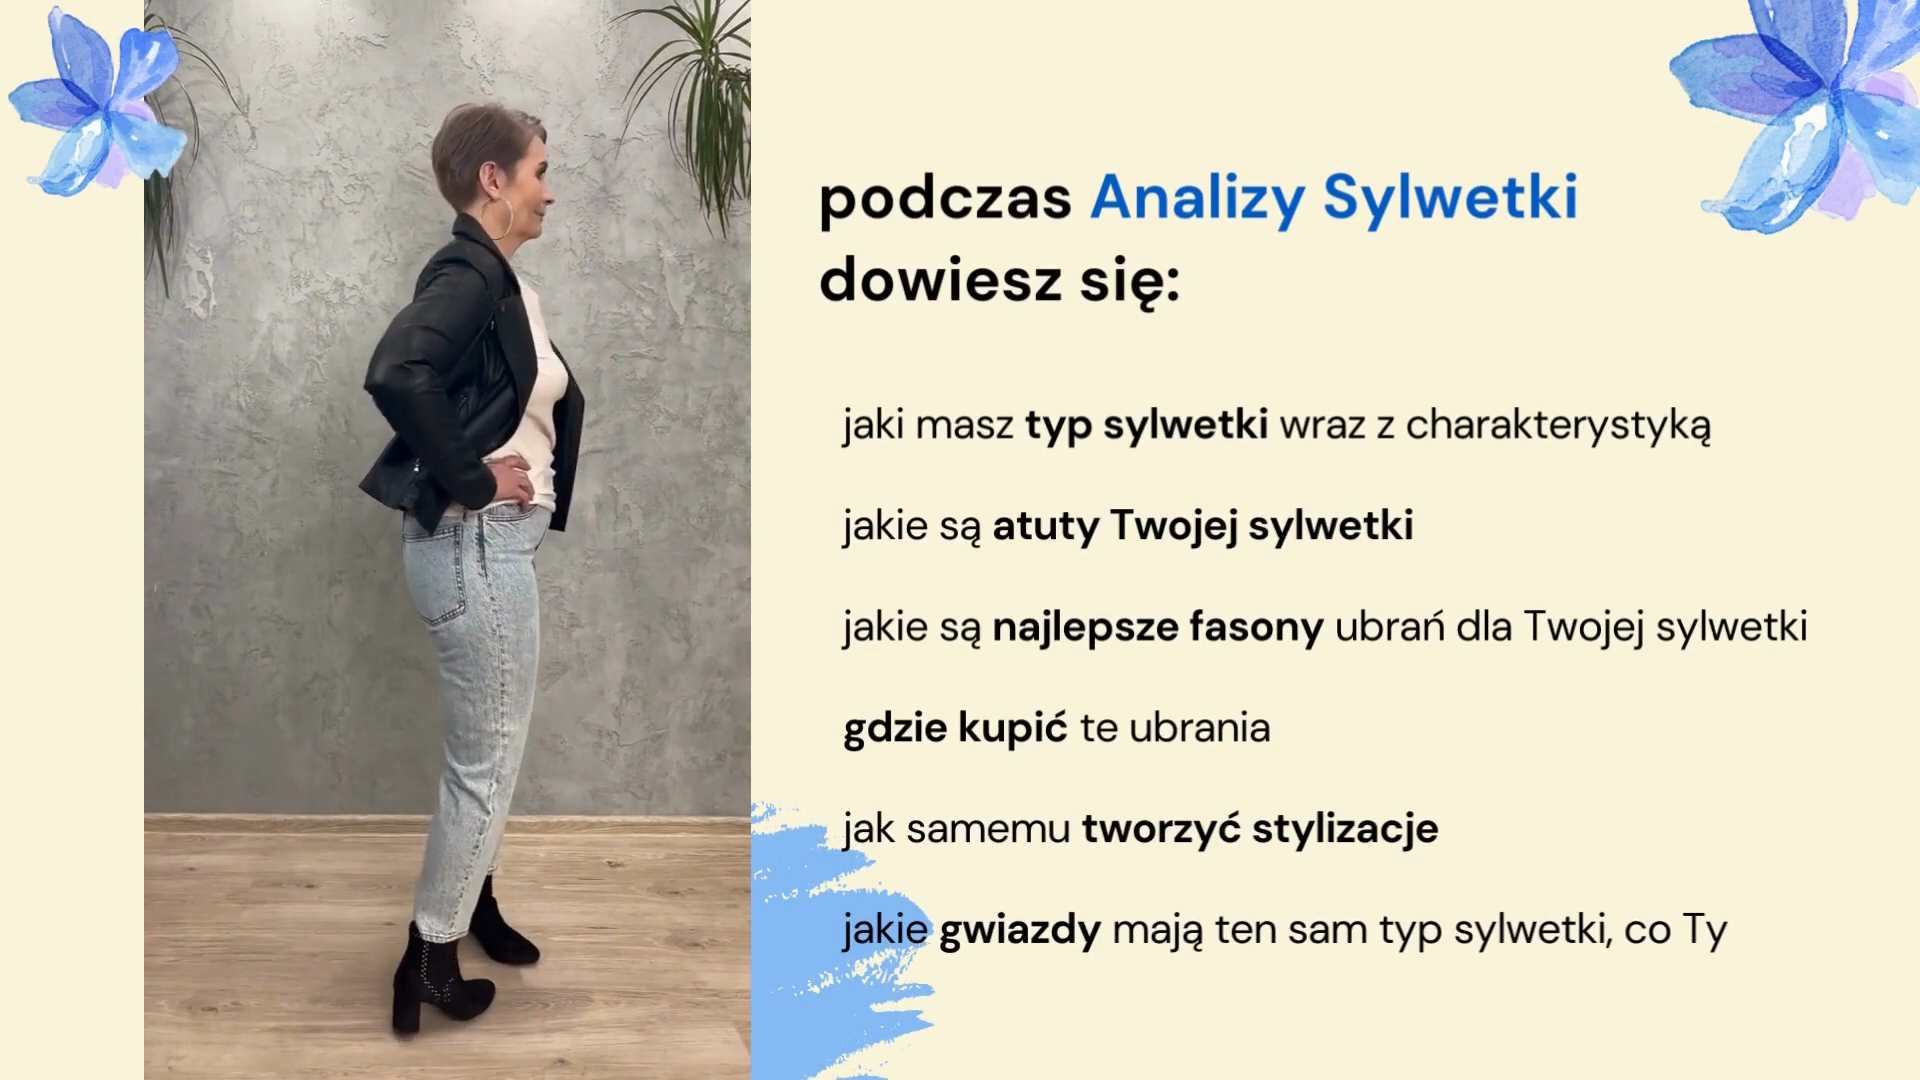 podczas Analizy Sylwetki
dowiesz się:
jaki masz typ sylwetki wraz z charakterystyką
jakie są atuty Twojej sylwetki
jakie są najlepsze fasony ubrań dla Twojej sylwetki
gdzie kupić te ubrania
jak samemu tworzyć stylizacje
jakie gwiazdy mają ten sam typ sylwetki, co Ty